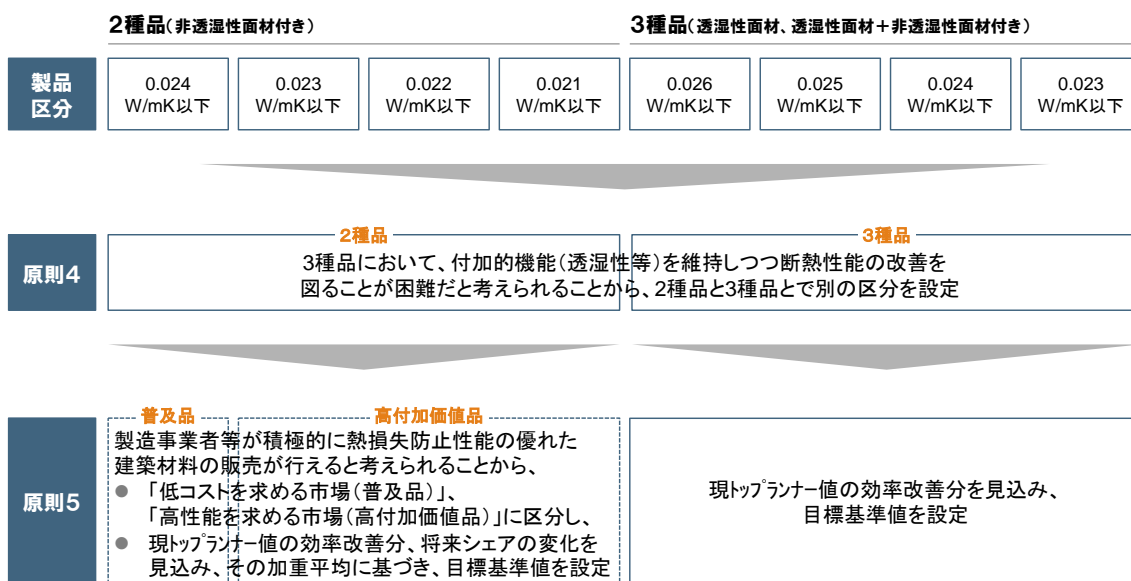 2種品(非透湿性面材付き)
3種品(透湿性面材、透湿性面材＋非透湿性面材付き)
製品
区分
0.024
W/mK以下
0.023
W/mK以下
0.022
W/mK以下
0.021
W/mK以下
0.026
W/mK以下
0.025
W/mK以下
0.024
W/mK以下
0.023
W/mK以下
原則4
2種品
3種品
3種品において、付加的機能（透湿性等）を維持しつつ断熱性能の改善を
図ることが困難だと考えられることから、2種品と3種品とで別の区分を設定
原則5
普及品
高付加価値品
製造事業者等が積極的に熱損失防止性能の優れた
建築材料の販売が行えると考えられることから、
● 「低コストを求める市場（普及品）」、
「高性能を求める市場（高付加価値品）」に区分し、
● 現ﾄｯﾌﾟランナー値の効率改善分、将来シェアの変化を
見込み、その加重平均に基づき、目標基準値を設定
現ﾄｯﾌﾟランナー値の効率改善分を見込み、
目標基準値を設定